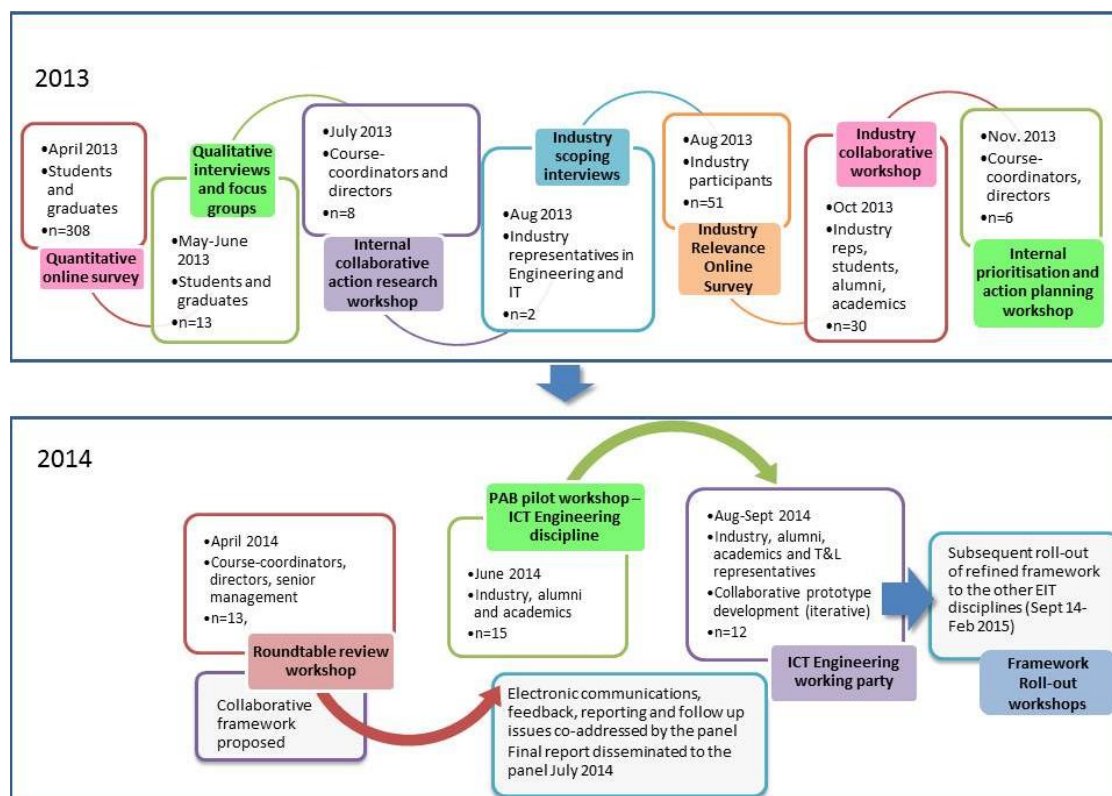 2013
•April 2013
•Students and
graduates
•n=308
Quantitative
online survey
Qualitative
interviews
and focus
groups
•May-June
2013
•Students and
graduates
•n=13
•July 2013
•Course-
coordinators and
directors
•n=8
Internal
collaborative
action research
workshop
Industry
scoping
interviews
•Aug 2013
•Industry
representatives in
Engineering and
IT
•n=2
•Aug 2013
•Industry
participants
•n=51
Industry
Relevance
Online
Survey
Industry
collaborative
workshop
•Oct 2013
•Industry
reps,
students,
alumni,
academics
•n=30
•Nov. 2013
•Course-
coordinators,
directors
•n=6
Internal
prioritisation and
action planning
workshop
2014
•April 2014
•Course-coordinators,
directors, senior
management
•n=13,
Roundtable review
workshop
Collaborative
framework
proposed
PAB pilot workshop –
ICT Engineering
discipline
•June 2014
•Industry, alumni
and academics
•n=15
Electronic communications,
feedback, reporting and follow up
issues co-addressed by the panel
Final report disseminated to the
panel July 2014
•Aug-Sept 2014
•Industry, alumni,
academics and T&L
representatives
•Collaborative prototype
development (iterative)
•n=12
ICT Engineering
working party
Subsequent roll-out
of refined framework
to the other EIT
disciplines (Sept 14-
Feb 2015)
Framework
Roll-out
workshops